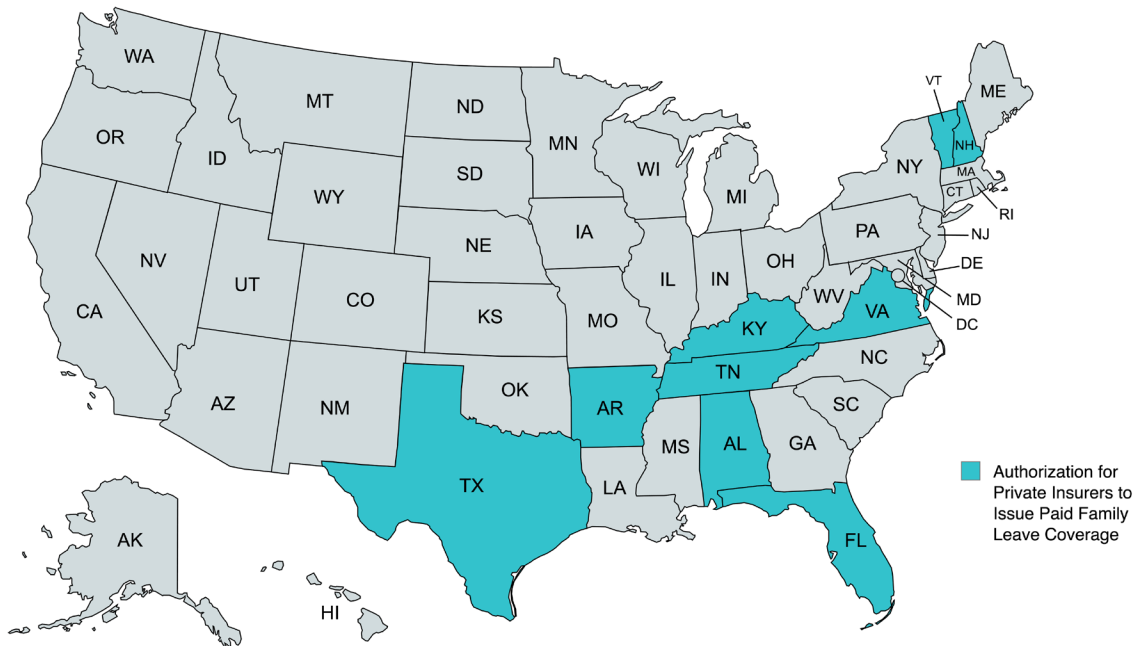 WA
MT
ND
MN
VT
ME
OR
ID
SD
WI
NY
NH
MA
WY
MI
CT
RI
IA
NE
PA
NJ
NV
UT
IL
IN
OH
DE
CO
WV
MD
CA
KS
MO
KY
VA
DC
NC
TN
AZ
NM
OK
AR
SC
MS
AL
GA
TX
LA
Authorization for
Private Insurers to
Issue Paid Family
Leave Coverage
AK
FL
HI